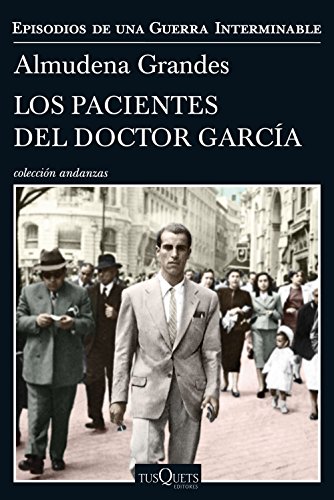 EPISODIOS DE UNA GUERRA INTERMINABLE
Almudena Grandes
LOS PACIENTES
DEL DOCTOR GARCÍA
colección andanzas
TUSQUETS
EDITORES